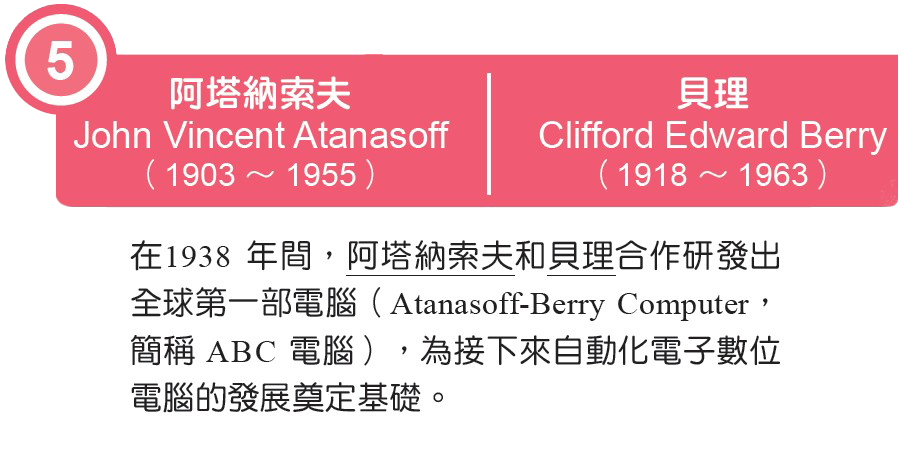 5
阿塔納索夫
John Vincent Atanasoff
（1903～1955）
貝理
Clifford Edward Berry
（1918～1963）
在1938 年間，阿塔納索夫和貝理合作研發出
全球第一部電腦（Atanasoff-Berry Computer，
簡稱 ABC 電腦），為接下來自動化電子數位
電腦的發展奠定基礎。